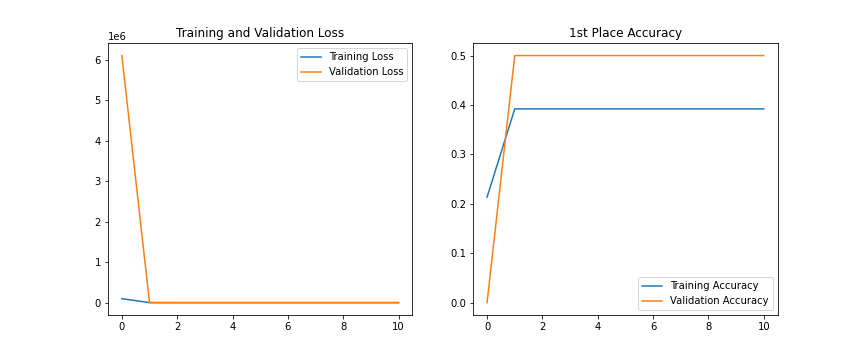 Training and Validation Loss
1e6
Training Loss
Validation Loss
6
5
4
3
2
1
0
0 2 4 6 8 10
1st Place Accuracy
0.5
0.4
0.3
0.2
0.1
0.0
Training Accuracy
Validation Accuracy
0 2 4 6 8 10